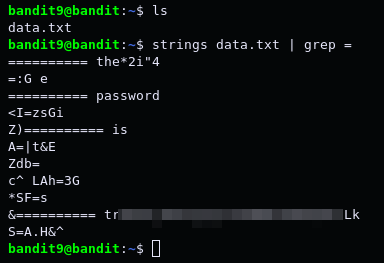 bandit9@bandit:~$ ls
data.txt
bandit9@bandit:~$ strings data.txt | grep =
========== the*2i"4
=:G e
========== password
<I=zsGi
Z)========== is
A=|t&E
Zdb=
c^ LAh=3G
*SF=s
&========== tr Lk
S=A.H&^
bandit9@bandit:~$